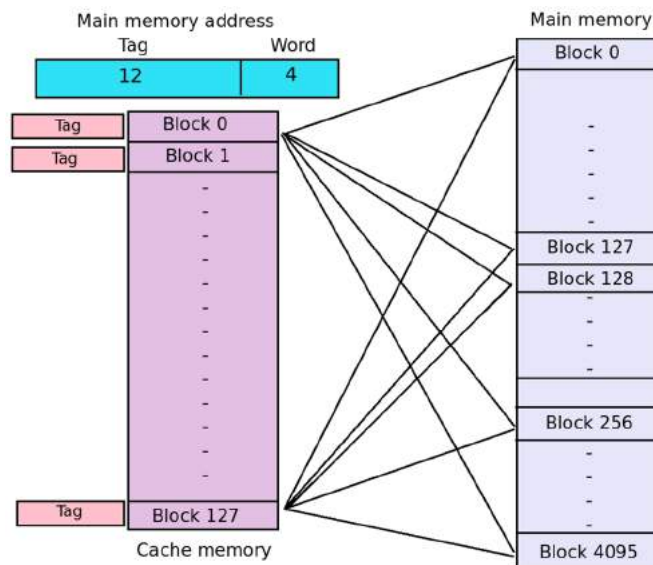 Main memory address
Tag Word
12 4
Tag Block 0
Tag Block 1
Tag Block 127
Cache memory
Main memory
Block 0
Block 127
Block 128
Block 256
Block 4095